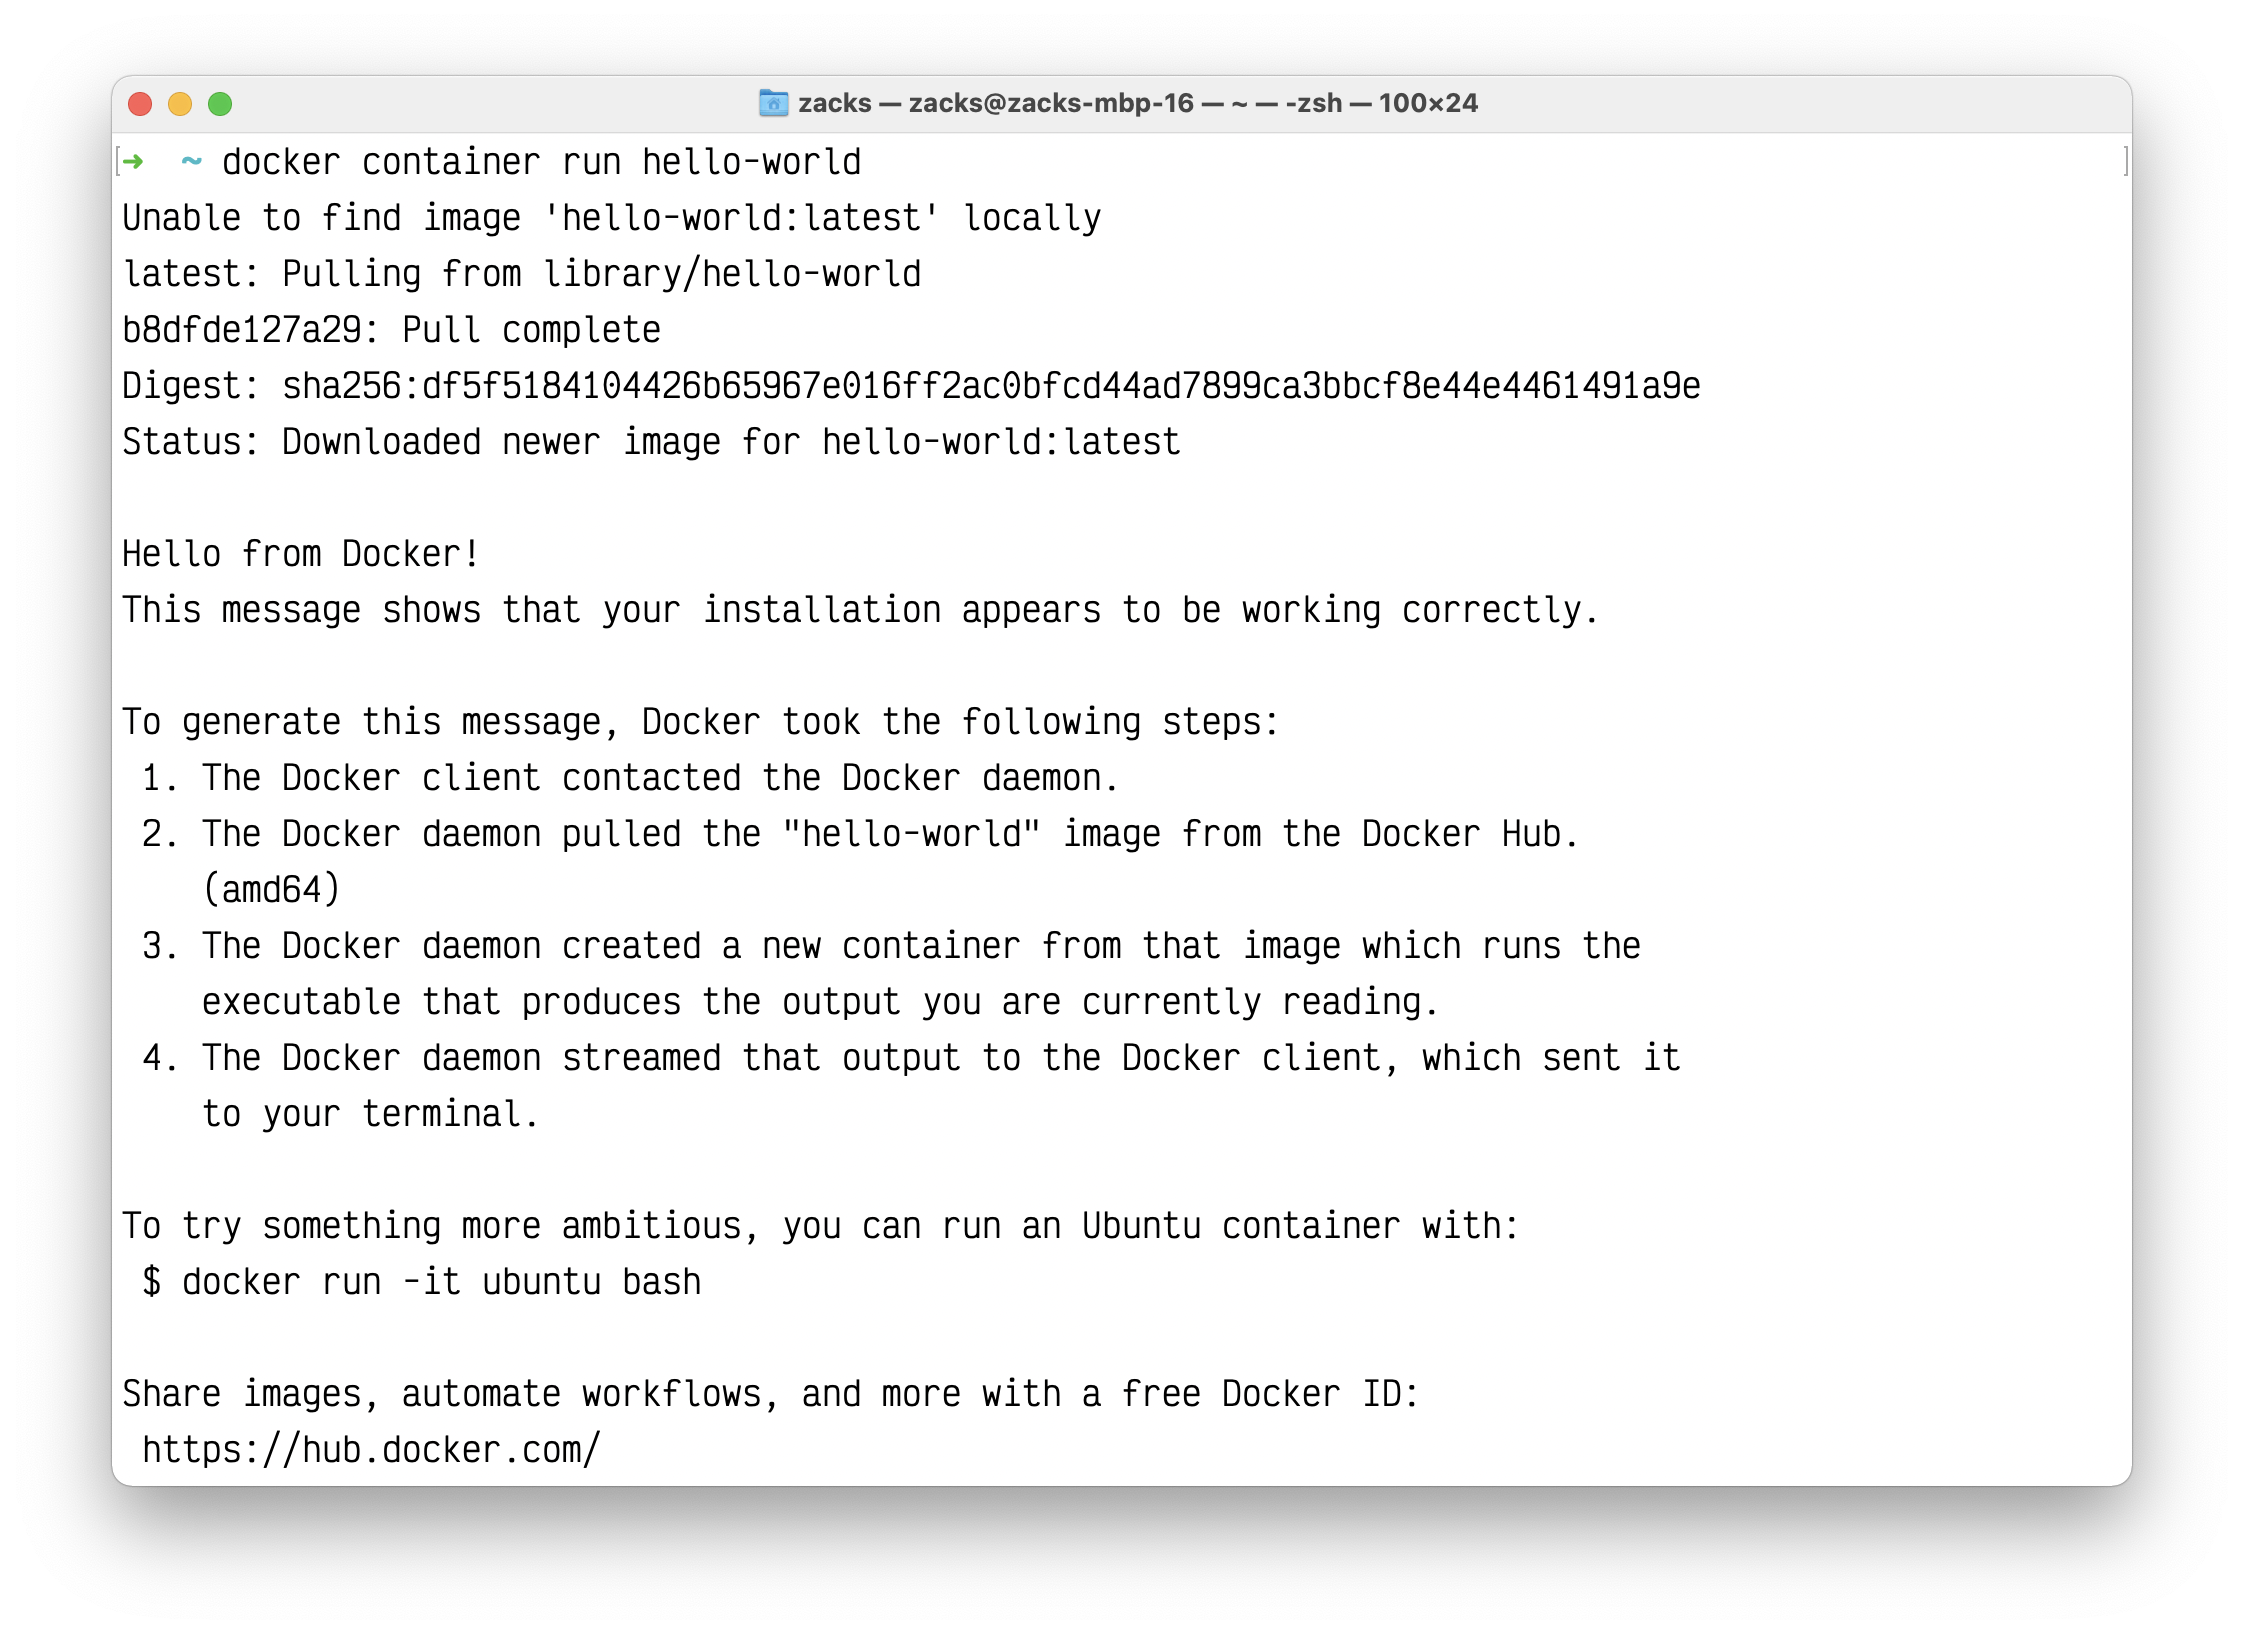 zacks — zacks@zacks-mbp-16 — ~ — -zsh — 100×24
[➜  ~ docker container run hello-world ]
Unable to find image 'hello-world:latest' locally
latest: Pulling from library/hello-world
b8dfde127a29: Pull complete
Digest: sha256:df5f5184104426b65967e016ff2ac0bfcd44ad7899ca3bbcf8e44e4461491a9e
Status: Downloaded newer image for hello-world:latest

Hello from Docker!
This message shows that your installation appears to be working correctly.

To generate this message, Docker took the following steps:
 1. The Docker client contacted the Docker daemon.
 2. The Docker daemon pulled the "hello-world" image from the Docker Hub.
    (amd64)
 3. The Docker daemon created a new container from that image which runs the
    executable that produces the output you are currently reading.
 4. The Docker daemon streamed that output to the Docker client, which sent it
    to your terminal.

To try something more ambitious, you can run an Ubuntu container with:
 $ docker run -it ubuntu bash

Share images, automate workflows, and more with a free Docker ID:
 https://hub.docker.com/